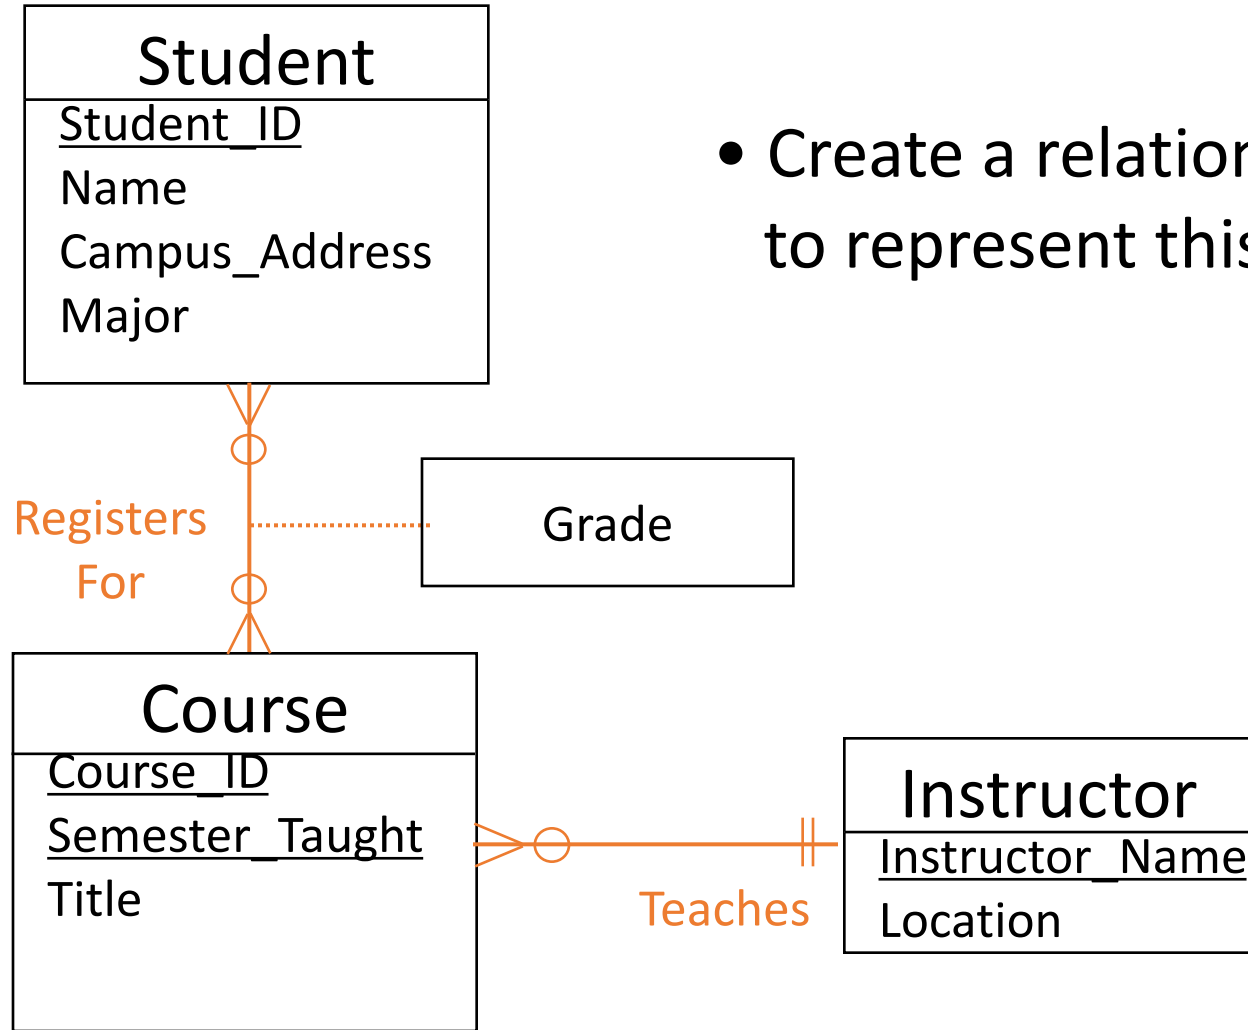 Student
Student_ID
Name
Campus_Address
Major
• Create a relation
to represent this
Registers
For
Grade
Course
Course_ID
Semester_Taught
Title
Teaches
Instructor
Instructor_Name
Location